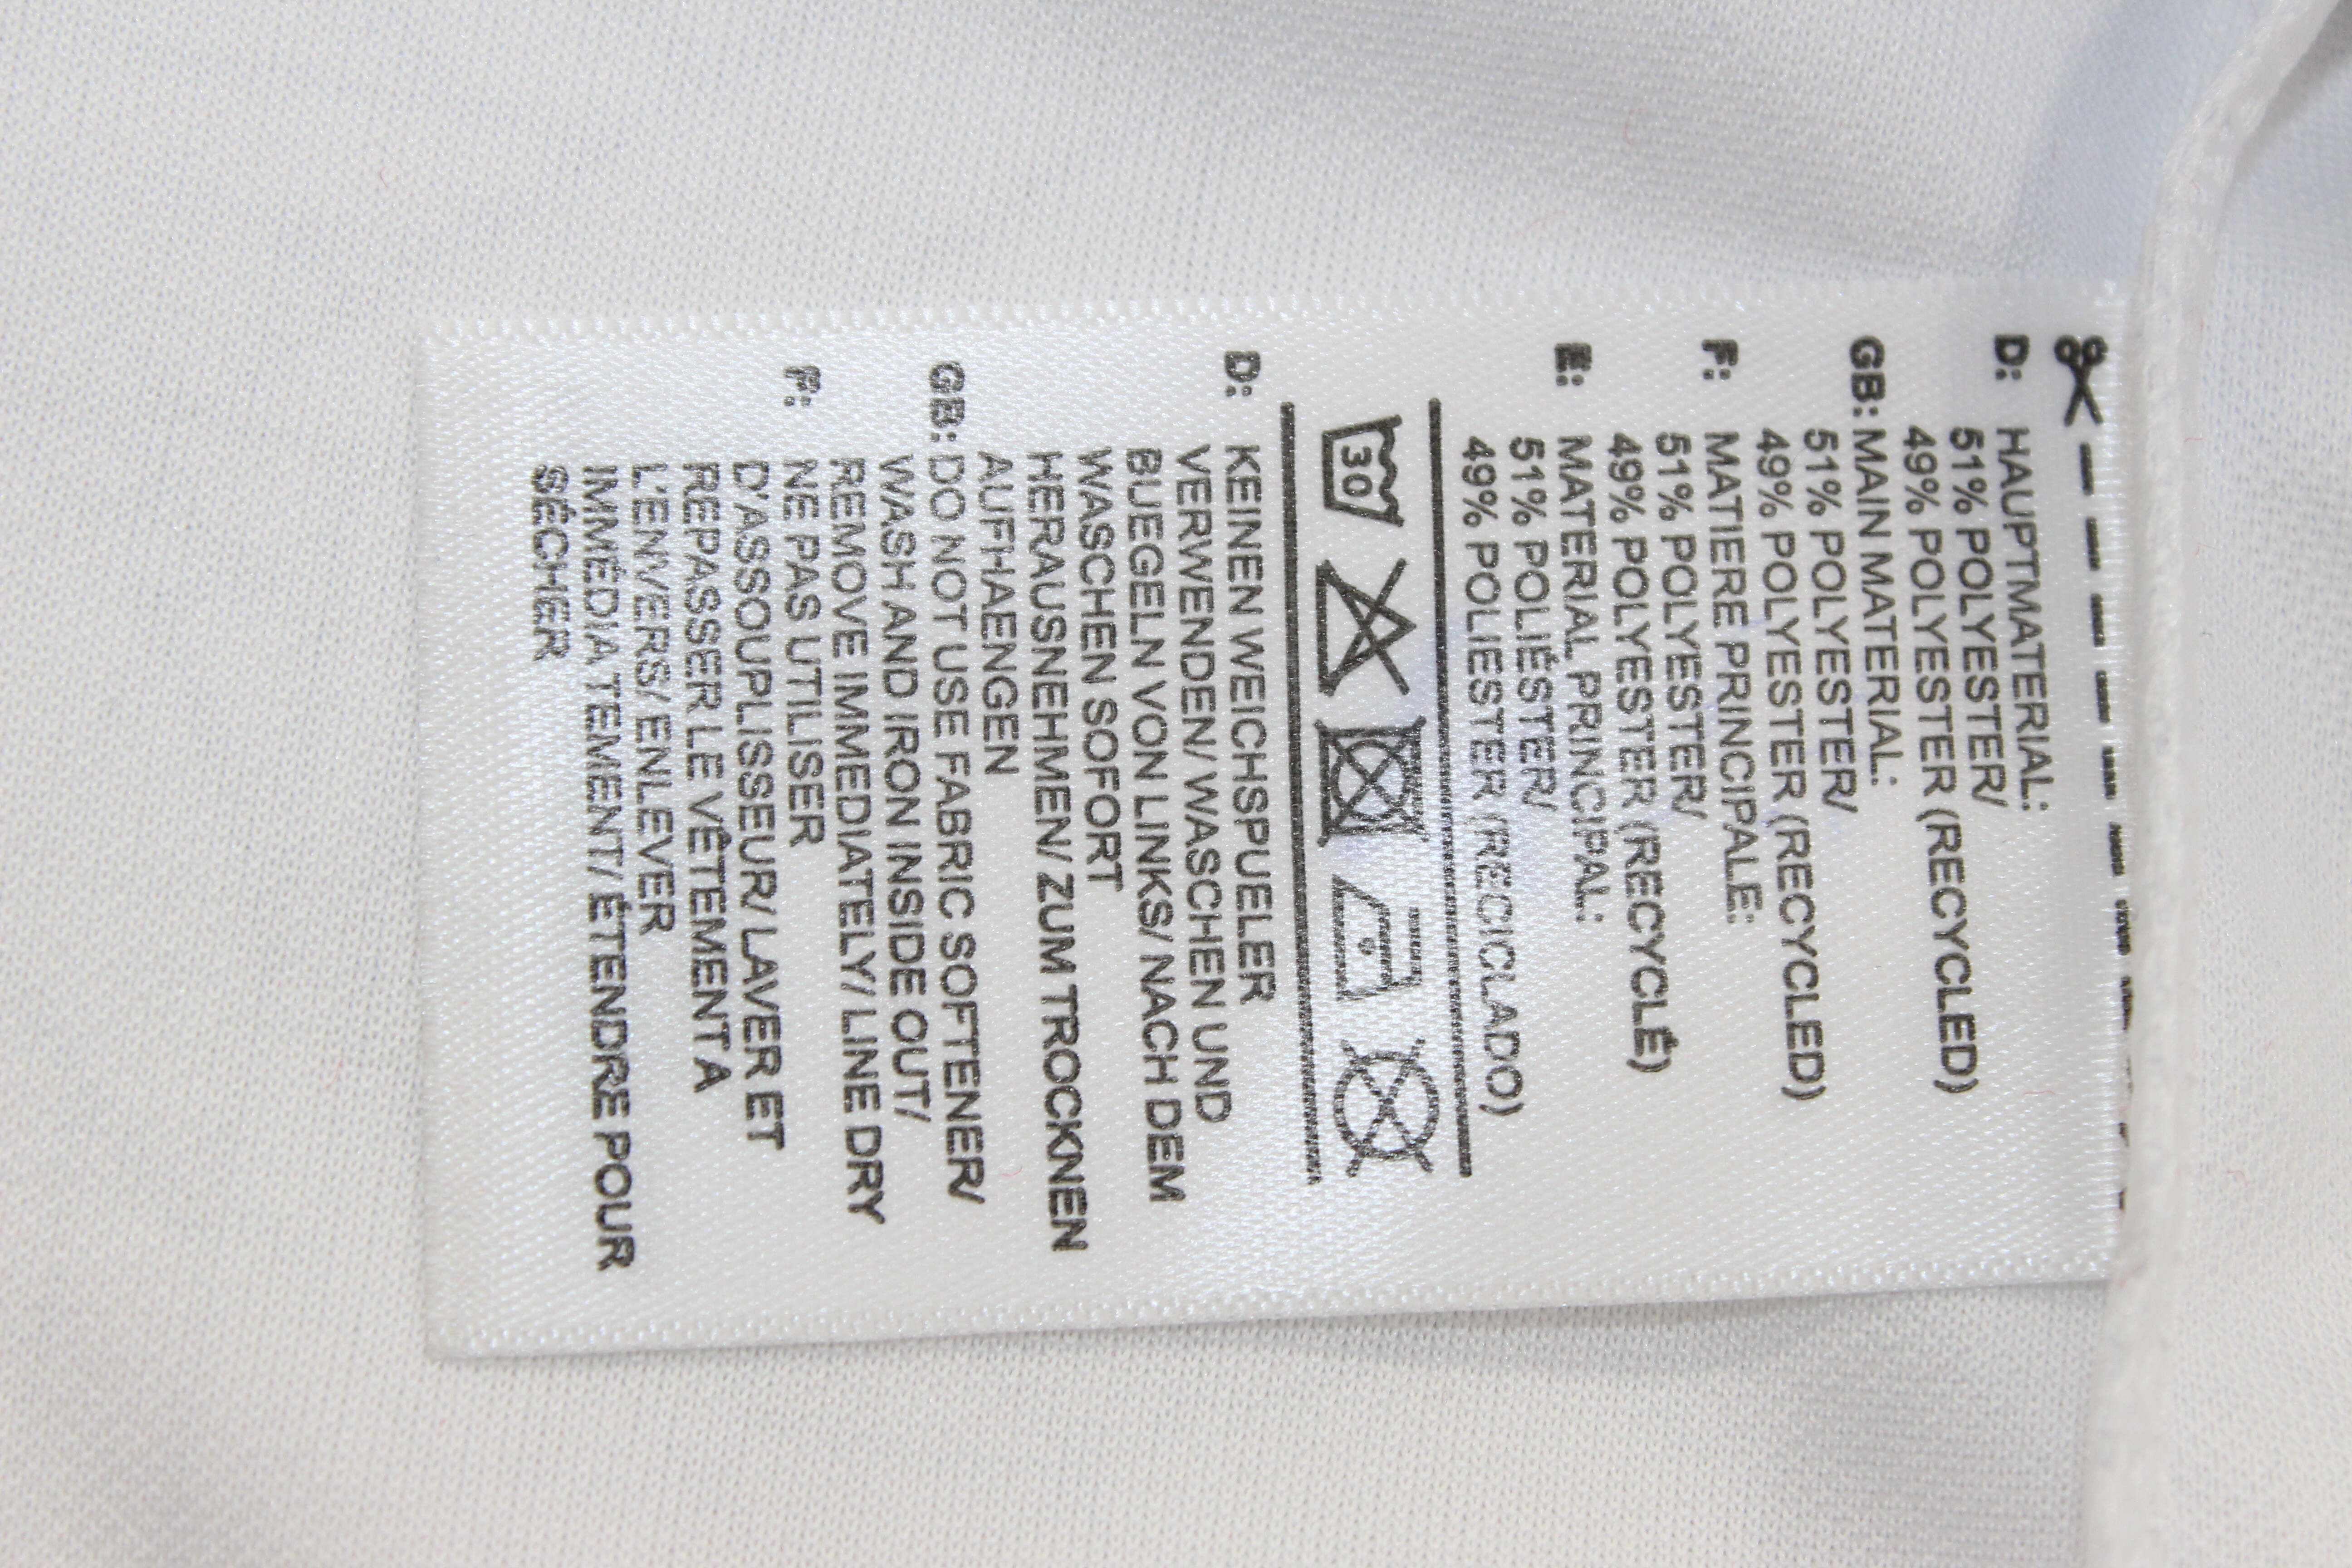 D: HAUPTMATERIAL:
51% POLYESTER/
49% POLYESTER (RECYCLED)
GB: MAIN MATERIAL:
51% POLYESTER/
49% POLYESTER (RECYCLED)
F: MATIERE PRINCIPALE:
51% POLYESTER/
49% POLYESTER (RECYCLÉ)
E: MATERIAL PRINCIPAL:
51% POLIÉSTER/
49% POLIESTER (RECICLADO)
30
D: KEINEN WEICHSPUELER
VERWENDEN/ WASCHEN UND
BUEGELN VON LINKS/ NACH DEM
WASCHEN SOFORT
HERAUSNEHMEN/ ZUM TROCKNEN
AUFHAENGEN
GB: DO NOT USE FABRIC SOFTENER/
WASH AND IRON INSIDE OUT/
REMOVE IMMEDIATELY/ LINE DRY
F: NE PAS UTILISER
D'ASSOUPLISSEUR/ LAVER ET
REPASSER LE VÊTEMENT A
L'ENVERS/ ENLEVER
IMMÉDIA TEMENT/ ÉTENDRE POUR
SÉCHER